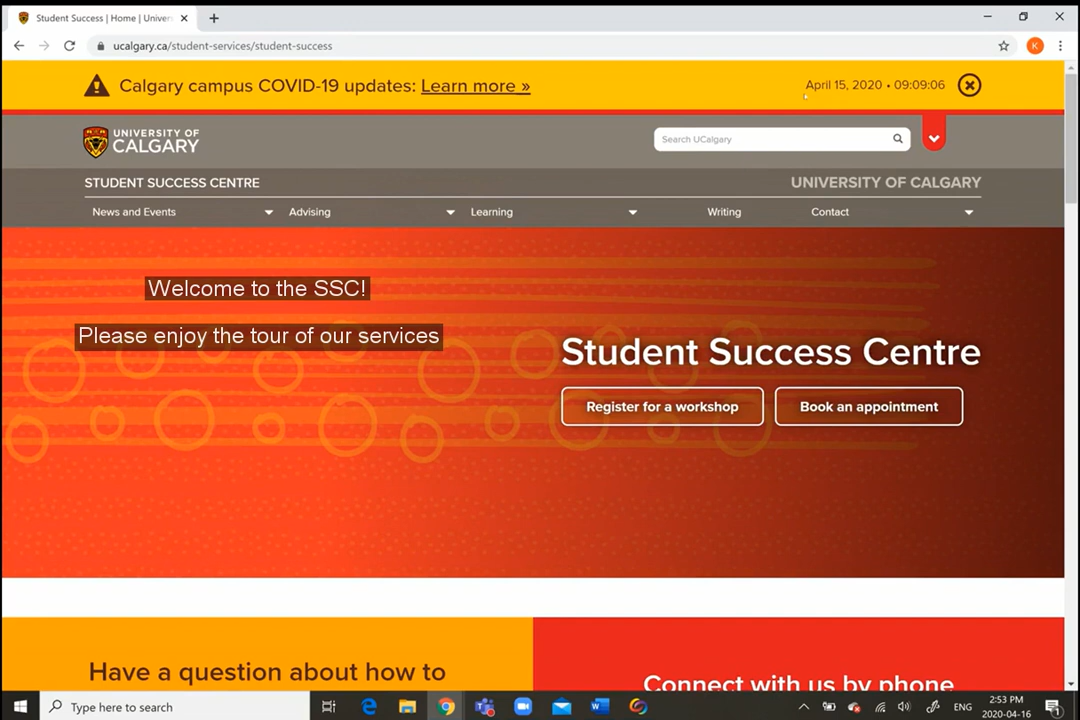 Student Success | Home | Univer
ucalgary.ca/student-services/student-success
K
Calgary campus COVID-19 updates: Learn more »
April 15, 2020 • 09:09:06
UNIVERSITY OF
CALGARY
Search UCalgary
STUDENT SUCCESS CENTRE
UNIVERSITY OF CALGARY
News and Events
Advising
Learning
Writing
Contact
Welcome to the SSC!
Please enjoy the tour of our services
Student Success Centre
Register for a workshop
Book an appointment
Have a question about how to
Connect with us by phone
Type here to search
ENG
2:53 PM
2020-04-16
1